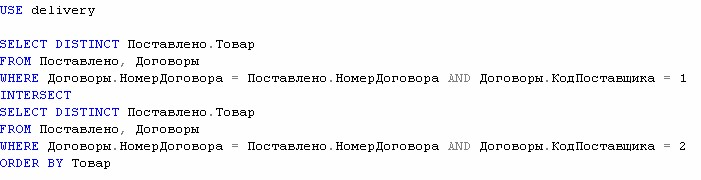 USE delivery
SELECT DISTINCT Поставлено.Товар
FROM Поставлено, Договоры
WHERE Договоры.НомерДоговора = Поставлено.НомерДоговора AND Договоры.КодПоставщика = 1
INTERSECT
SELECT DISTINCT Поставлено.Товар
FROM Поставлено, Договоры
WHERE Договоры.НомерДоговора = Поставлено.НомерДоговора AND Договоры.КодПоставщика = 2
ORDER BY Товар